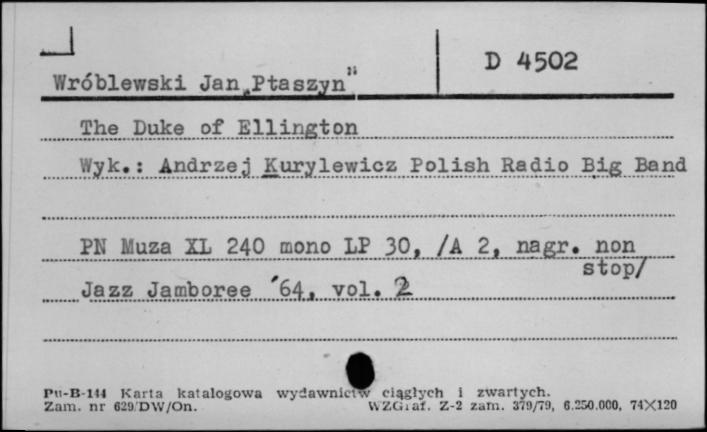 D 4502
Wróblewski Jan „Ptaszyn"
The Duke of Ellington
Wyk.: Andrzej Kurylewicz Polish Radio Big Band
PN Muza XL 240 mono LP 30, /A 2, nagr. non
stop/
Jazz Jamboree '64, vol. 2
Pu-B-144 Karta katalogowa wydawnictw ciągłych i zwartych.
Zam. nr 629/DW/On. WZGraf. Z-2 zam. 379/79, 6.250.000, 74X120